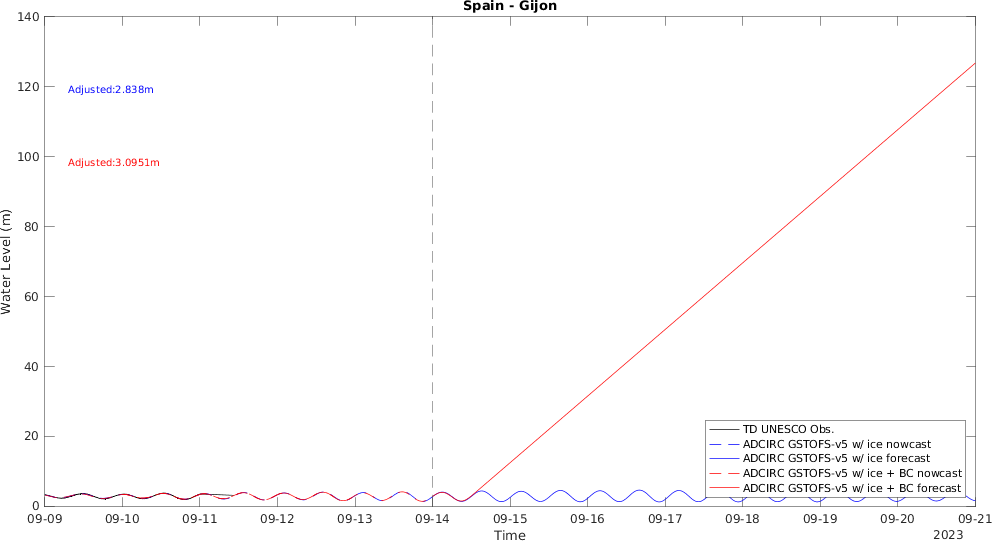 Spain - Gijon
140
120
100
80
60
40
20
0
Water Level (m)
Adjusted:2.838m
Adjusted:3.0951m
TD UNESCO Obs.
ADCIRC GSTOFS-v5 w/ ice nowcast
ADCIRC GSTOFS-v5 w/ ice forecast
ADCIRC GSTOFS-v5 w/ ice + BC nowcast
ADCIRC GSTOFS-v5 w/ ice + BC forecast
09-09 09-10 09-11 09-12 09-13 09-14 09-15 09-16 09-17 09-18 09-19 09-20 09-21
Time
2023